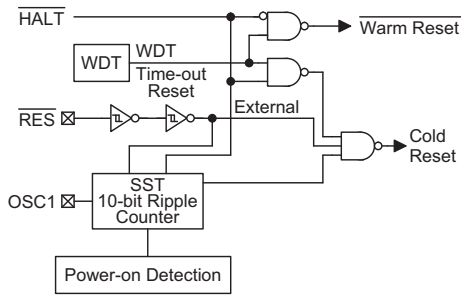 HALT
Warm Reset
WDT
WDT
Time-out
Reset
RES
External
Cold
Reset
OSC1
SST
10-bit Ripple
Counter
Power-on Detection